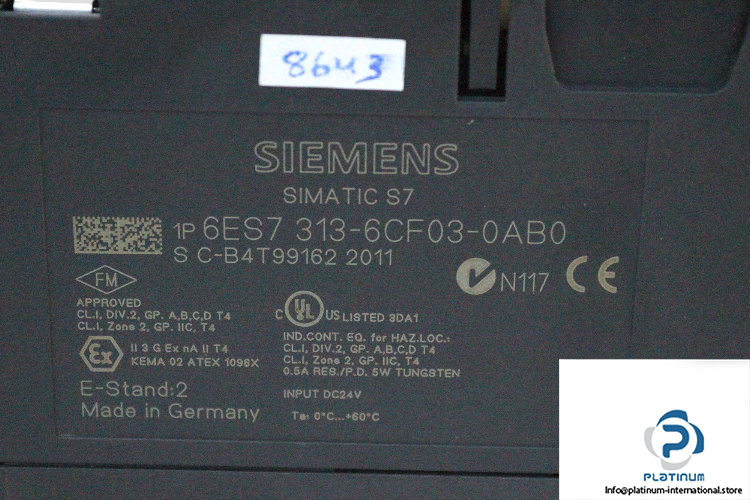 8643
SIEMENS
SIMATIC S7
1P 6ES7 313-6CF03-0AB0
S C-B4T99162 2011
N117 CE
FM
APPROVED
CL.I, DIV.2, GP. A,B,C,D T4
CL.I, Zone 2, GP. IIC, T4
Ex II 3 G Ex nA II T4
KEMA 02 ATEX 1096X
E-Stand:2
Made in Germany
C UL US LISTED 3DA1
IND.CONT. EQ. for HAZ.LOC.:
CL.I, DIV.2, GP. A,B,C,D T4
CL.I, Zone 2, GP. IIC, T4
0.5A RES./P.D. 5W TUNGSTEN
INPUT DC24V
Ta: 0°C...+60°C
PLATINUM
Info@platinum-international.store